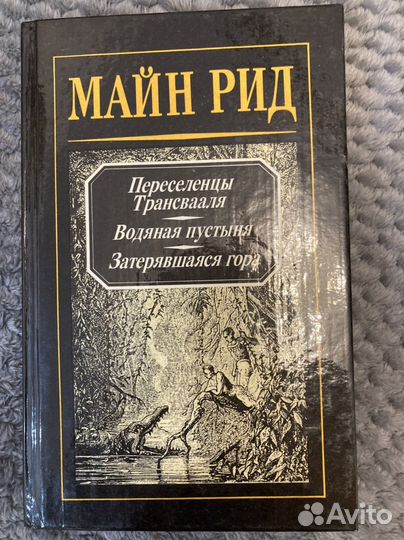 МАЙН РИД
Переселенцы
Трансвааля
Водяная пустыня
Затерявшаяся гора
Avito